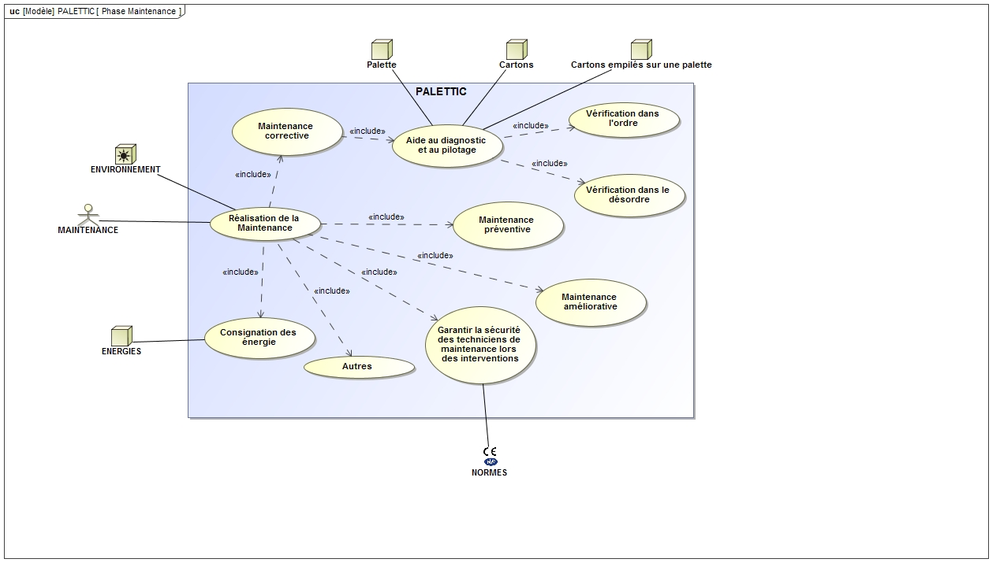 uc [Modèle] PALETTIC [ Phase Maintenance ]
Palette
Cartons
Cartons empilés sur une palette
PALETTIC
Maintenance
corrective
«include»
Aide au diagnostic
et au pilotage
«include»
Vérification dans
l'ordre
«include»
Vérification dans le
désordre
ENVIRONNEMENT
«include»
MAINTENANCE
Réalisation de la
Maintenance
«include»
Maintenance
préventive
«include»
Maintenance
améliorative
«include»
«include»
«include»
ENERGIES
Consignation des
énergie
Autres
Garantir la sécurité
des techniciens de
maintenance lors
des interventions
CE
NF
NORMES